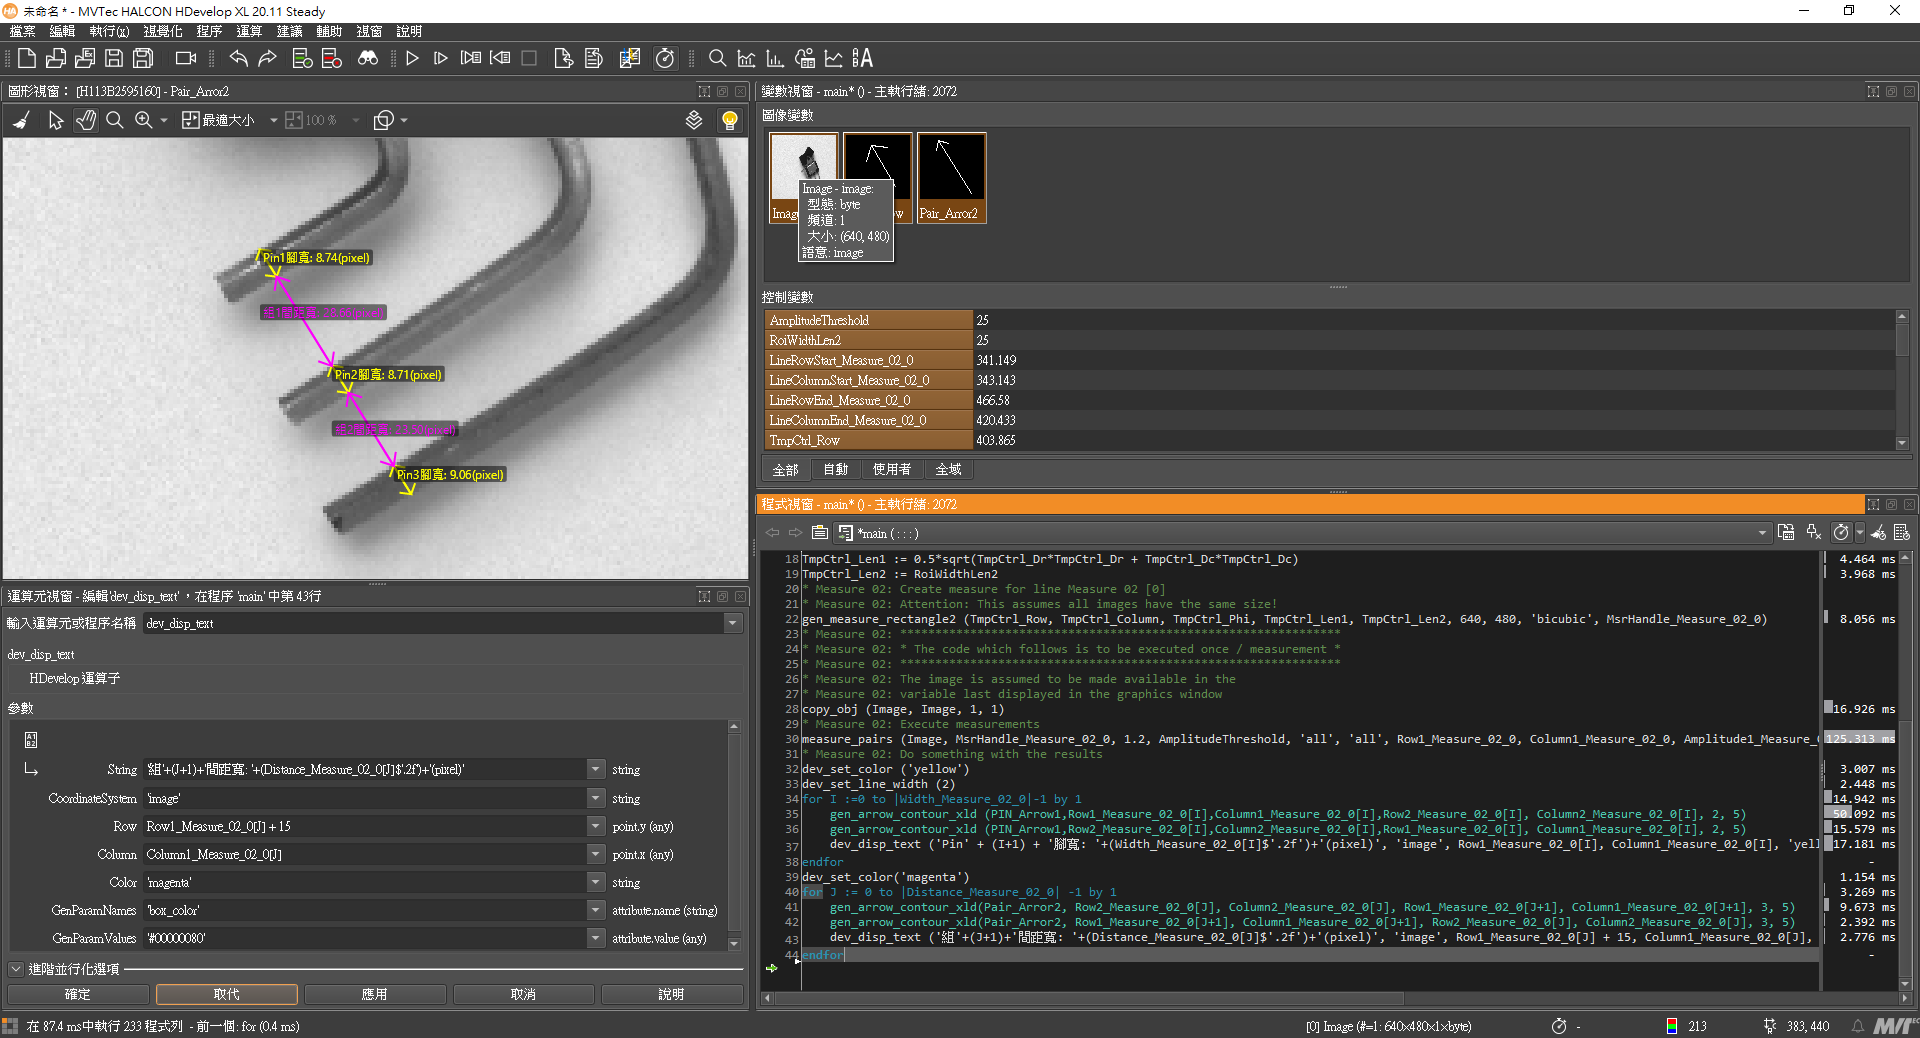 未命名 * - MVTec HALCON HDevelop XL 20.11 Steady
檔案 編輯 執行(x) 視覺化 程序 運算 建議 輔助 視窗 說明
圖形視窗： [H113B2595160] - Pair_Arror2
最適大小 100 %
Pin1腳寬: 8.74(pixel)
Pin2腳寬: 8.71(pixel)
Pin3腳寬: 9.06(pixel)
運算元視窗 - 編輯'dev_disp_text'，在程序 'main' 中第 43行
輸入運算元或程序名稱 dev_disp_text
dev_disp_text
HDevelop 運算子
參數
String '組'+(J+1)+'間距寬: '+(Distance_Measure_02_0[J]$'.2f')+'(pixel)' string
CoordinateSystem 'image' string
Row Row1_Measure_02_0[J] + 15 point.y (any)
Column Column1_Measure_02_0[J] point.x (any)
Color 'magenta' string
GenParamNames 'box_color' attribute.name (string)
GenParamValues '#00000080' attribute.value (any)
進階並行化選項
確定 取代 應用 取消 說明
變數視窗 - main* () - 主執行緒: 2072
圖像變數
Pair_Arror2
Image - image:
型態: byte
頻道: 1
大小: (640, 480)
語意: image
控制變數
AmplitudeThreshold 25
RoiWidthLen2 25
LineRowStart_Measure_02_0 341.149
LineColumnStart_Measure_02_0 343.143
LineRowEnd_Measure_02_0 466.58
LineColumnEnd_Measure_02_0 420.433
TmpCtrl_Row 403.865
全部 自動 使用者 全域
程式視窗 - main* () - 主執行緒: 2072
*main ( : : : )
18 TmpCtrl_Len1 := 0.5*sqrt(TmpCtrl_Dr*TmpCtrl_Dr + TmpCtrl_Dc*TmpCtrl_Dc) 4.464 ms
19 TmpCtrl_Len2 := RoiWidthLen2 3.968 ms
20 * Measure 02: Create measure for line Measure 02 [0]
21 * Measure 02: Attention: This assumes all images have the same size!
22 gen_measure_rectangle2 (TmpCtrl_Row, TmpCtrl_Column, TmpCtrl_Phi, TmpCtrl_Len1, TmpCtrl_Len2, 640, 480, 'bicubic', MsrHandle_Measure_02_0) 8.056 ms
23 * Measure 02: **************************************************************
24 * Measure 02: * The code which follows is to be executed once / measurement *
25 * Measure 02: **************************************************************
26 * Measure 02: The image is assumed to be made available in the
27 * Measure 02: variable last displayed in the graphics window
28 copy_obj (Image, Image, 1, 1) 16.926 ms
29 * Measure 02: Execute measurements
30 measure_pairs (Image, MsrHandle_Measure_02_0, 1.2, AmplitudeThreshold, 'all', 'all', Row1_Measure_02_0, Column1_Measure_02_0, Amplitude1_Measure_ 125.313 ms
31 * Measure 02: Do something with the results
32 dev_set_color ('yellow') 3.007 ms
33 dev_set_line_width (2) 2.448 ms
34 for I :=0 to |Width_Measure_02_0|-1 by 1 14.942 ms
35 gen_arrow_contour_xld (PIN_Arrow1,Row1_Measure_02_0[I],Column1_Measure_02_0[I],Row2_Measure_02_0[I], Column2_Measure_02_0[I], 2, 5) 50.092 ms
36 gen_arrow_contour_xld (PIN_Arrow1,Row2_Measure_02_0[I],Column2_Measure_02_0[I],Row1_Measure_02_0[I], Column1_Measure_02_0[I], 2, 5) 15.579 ms
37 dev_disp_text ('Pin' + (I+1) + '腳寬: '+(Width_Measure_02_0[I]$'.2f')+'(pixel)', 'image', Row1_Measure_02_0[I], Column1_Measure_02_0[I], 'yell 17.181 ms
38 endfor -
39 dev_set_color('magenta') 1.154 ms
40 for J := 0 to |Distance_Measure_02_0| -1 by 1 3.269 ms
41 gen_arrow_contour_xld(Pair_Arror2, Row2_Measure_02_0[J], Column2_Measure_02_0[J], Row1_Measure_02_0[J+1], Column1_Measure_02_0[J+1], 3, 5) 9.673 ms
42 gen_arrow_contour_xld(Pair_Arror2, Row1_Measure_02_0[J+1], Column1_Measure_02_0[J+1], Row2_Measure_02_0[J], Column2_Measure_02_0[J], 3, 5) 2.392 ms
43 dev_disp_text ('組'+(J+1)+'間距寬: '+(Distance_Measure_02_0[J]$'.2f')+'(pixel)', 'image', Row1_Measure_02_0[J] + 15, Column1_Measure_02_0[J], 2.776 ms
44 endfor -
在 87.4 ms中執行 233 程式列 - 前一個: for (0.4 ms)
[0] Image (#=1: 640×480×1×byte) - 213 383, 440